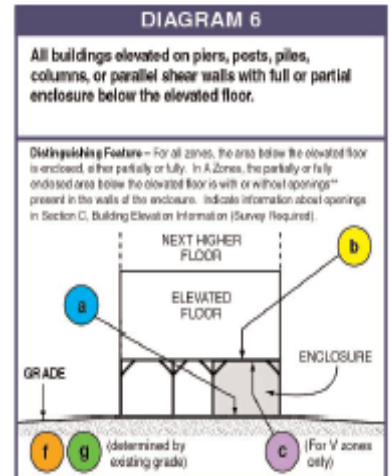 DIAGRAM 6
All buildings elevated on piers, posts, piles,
columns, or parallel shear walls with full or partial
enclosure below the elevated floor.
Distinguishing Feature – For all zones, the area below the elevated floor
is enclosed, either partially or fully. In A Zones, the partially or fully
enclosed area below the elevated floor is with or without openings**
present in the walls of the enclosure. Indicate information about openings
in Section C, Building Elevation Information (Survey Required).
NEXT HIGHER
FLOOR
b
ELEVATED
FLOOR
a
ENCLOSURE
GRADE
f g (determined by
existing grade)
c (For V zones
only)